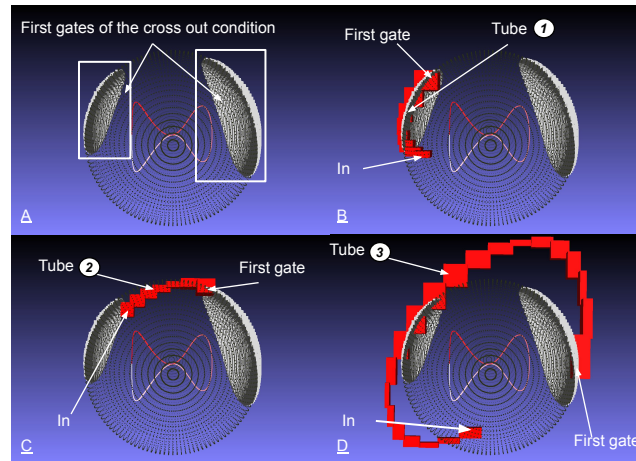 First gates of the cross out condition
A
First gate
Tube 1
In
B
Tube 2
First gate
In
C
Tube 3
In
First gate
D